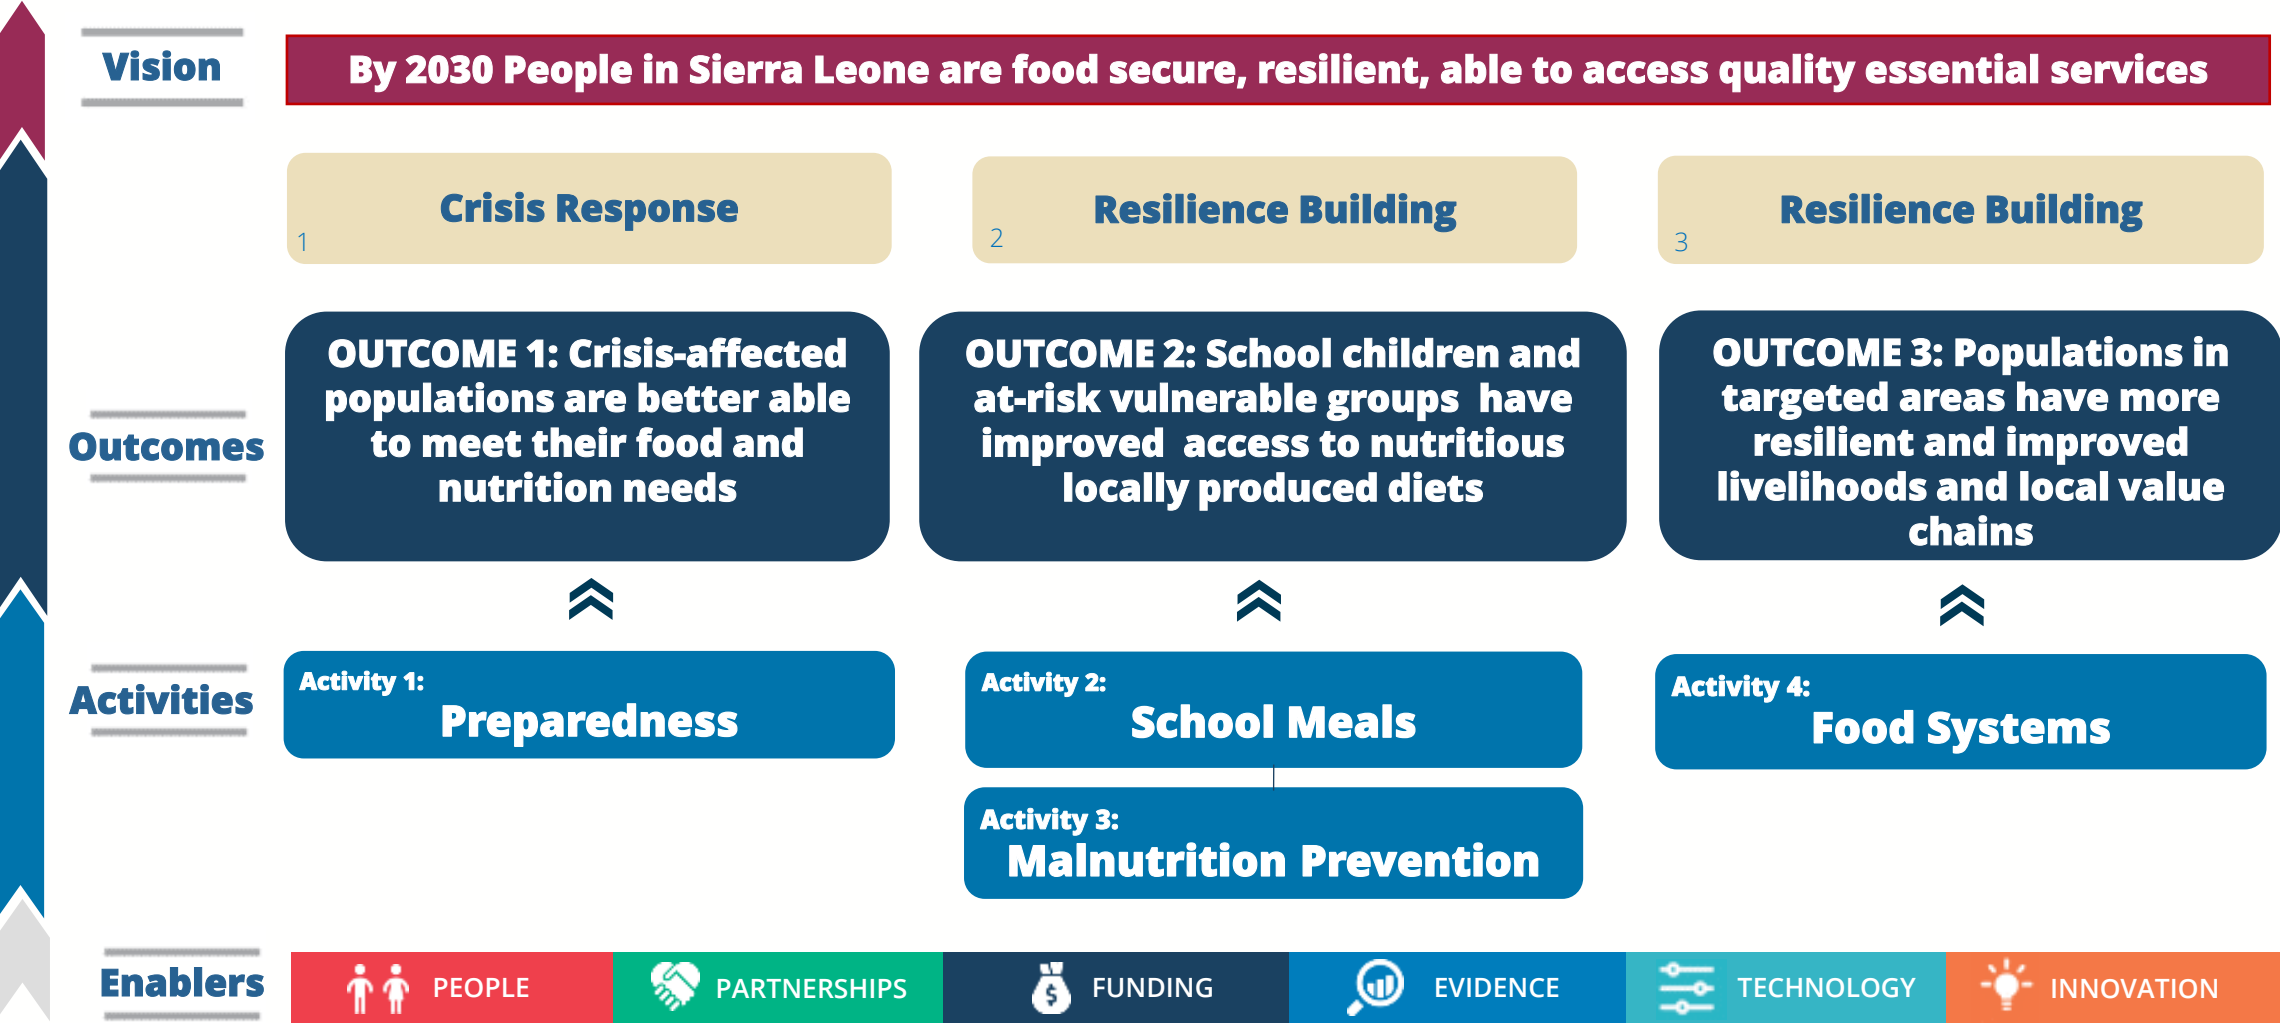 Vision
By 2030 People in Sierra Leone are food secure, resilient, able to access quality essential services
Crisis Response
1
Resilience Building
2
Resilience Building
3
Outcomes
OUTCOME 1: Crisis-affected
populations are better able
to meet their food and
nutrition needs
OUTCOME 2: School children and
at-risk vulnerable groups have
improved access to nutritious
locally produced diets
OUTCOME 3: Populations in
targeted areas have more
resilient and improved
livelihoods and local value
chains
Activities
Activity 1:
Preparedness
Activity 2:
School Meals
Activity 3:
Malnutrition Prevention
Activity 4:
Food Systems
Enablers
PEOPLE
PARTNERSHIPS
$
FUNDING
EVIDENCE
TECHNOLOGY
INNOVATION